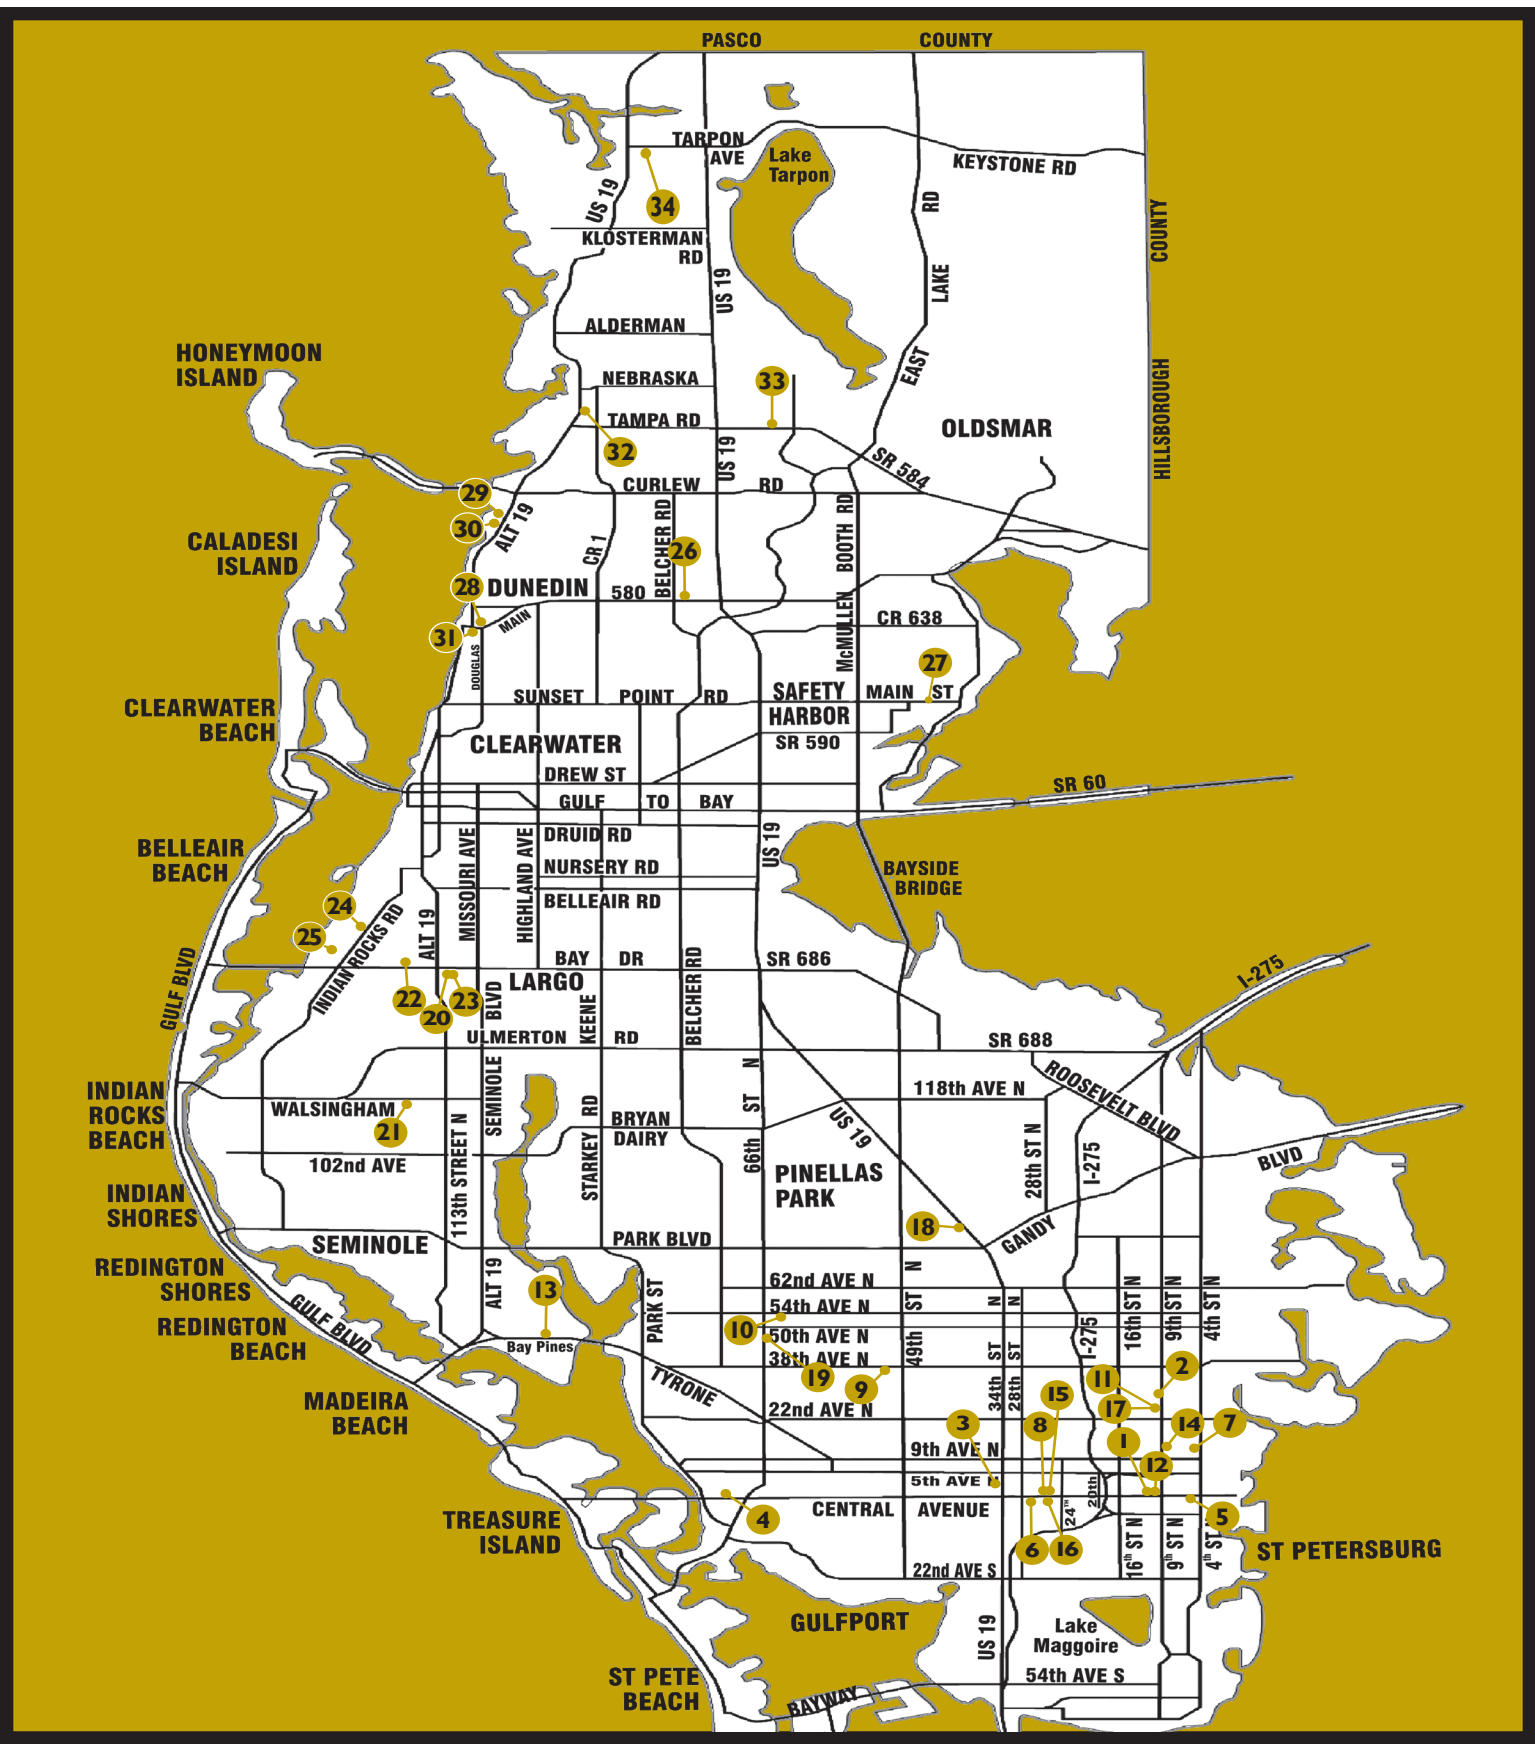 PASCO COUNTY
TARPON
AVE
Lake
Tarpon
KEYSTONE RD
US 19
34
RD
COUNTY
KLOSTERMAN
RD
US 19
LAKE
ALDERMAN
HONEYMOON
ISLAND
NEBRASKA
33
EAST
HILLSBOROUGH
TAMPA RD
OLDSMAR
32
US 19
SR 584
CURLEW RD
29
30
ALT 19
CR 1
BELCHER RD
McMULLEN BOOTH RD
CALADESI
ISLAND
26
28
DUNEDIN
580
MAIN
CR 638
31
DOUGLAS
27
SUNSET POINT RD
SAFETY
HARBOR
MAIN ST
CLEARWATER
BEACH
CLEARWATER
SR 590
DREW ST
SR 60
GULF TO BAY
DRUID RD
US 19
BELLEAIR
BEACH
MISSOURI AVE
HIGHLAND AVE
NURSERY RD
BAYSIDE
BRIDGE
BELLEAIR RD
24
25
INDIAN ROCKS RD
ALT 19
GULF BLVD
BAY DR
SR 686
BELCHER RD
I-275
LARGO
22
20
23
BLVD
KEENE
ULMERTON RD
SR 688
INDIAN
ROCKS
BEACH
WALSINGHAM
21
SEMINOLE
118th AVE N
ROOSEVELT BLVD
66th ST N
STARKEY RD
BRYAN
DAIRY
US 19
102nd AVE
113th STREET N
28th ST N
I-275
BLVD
PINELLAS
PARK
INDIAN
SHORES
18
GANDY
SEMINOLE
PARK BLVD
REDINGTON
SHORES
ALT 19
13
PARK ST
62nd AVE N
54th AVE N
49th ST N
34th ST N
28th ST N
I-275
16th ST N
9th ST N
4th ST N
GULF BLVD
REDINGTON
BEACH
10
50th AVE N
Bay Pines
38th AVE N
19
9
TYRONE
11
2
15
17
MADEIRA
BEACH
22nd AVE N
3
8
14
7
1
9th AVE N
12
5th AVE N
20th
24TH
4
CENTRAL AVENUE
5
TREASURE
ISLAND
6
16
16th ST N
9th ST N
4th ST N
ST PETERSBURG
22nd AVE S
GULFPORT
US 19
Lake
Maggoire
54th AVE S
ST PETE
BEACH
BAYWAY